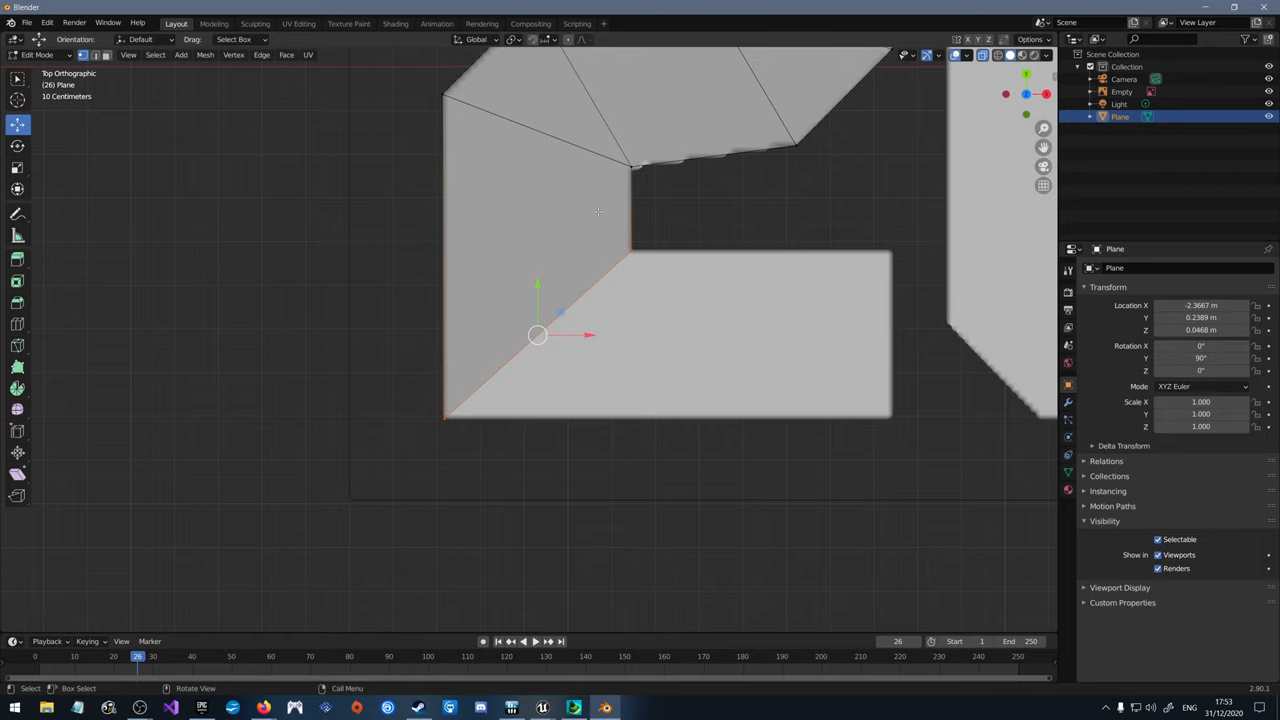 Blender
File Edit Render Window Help Layout Modeling Sculpting UV Editing Texture Paint Shading Animation Rendering Compositing Scripting + Scene View Layer
Orientation: Default Drag: Select Box Global X Y Z Options
Edit Mode View Select Add Mesh Vertex Edge Face UV
Top Orthographic
(26) Plane
10 Centimeters
Y
Z
X
Scene Collection
Collection
Camera
Empty
Light
Plane
Plane
Plane
Transform
Location X -2.3667 m
Y 0.2389 m
Z 0.0468 m
Rotation X 0°
Y 90°
Z 0°
Mode XYZ Euler
Scale X 1.000
Y 1.000
Z 1.000
Delta Transform
Relations
Collections
Instancing
Motion Paths
Visibility
Selectable
Show in Viewports
Renders
Viewport Display
Custom Properties
Playback Keying View Marker 26 Start 1 End 250
0 10 20 26 30 40 50 60 70 80 90 100 110 120 130 140 150 160 170 180 190 200 210 220 230 240 250
Select Box Select Rotate View Call Menu 2.90.1
ENG 17:53
31/12/2020